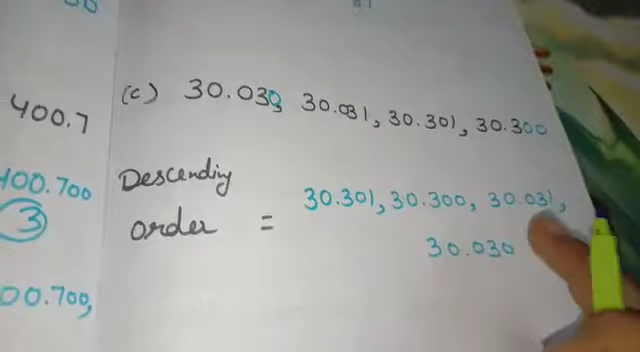 400.7
(c) 30.030, 30.031, 30.301, 30.300
400.700
Descending
30.301, 30.300, 30.031,
3
order =
30.030
00.700,